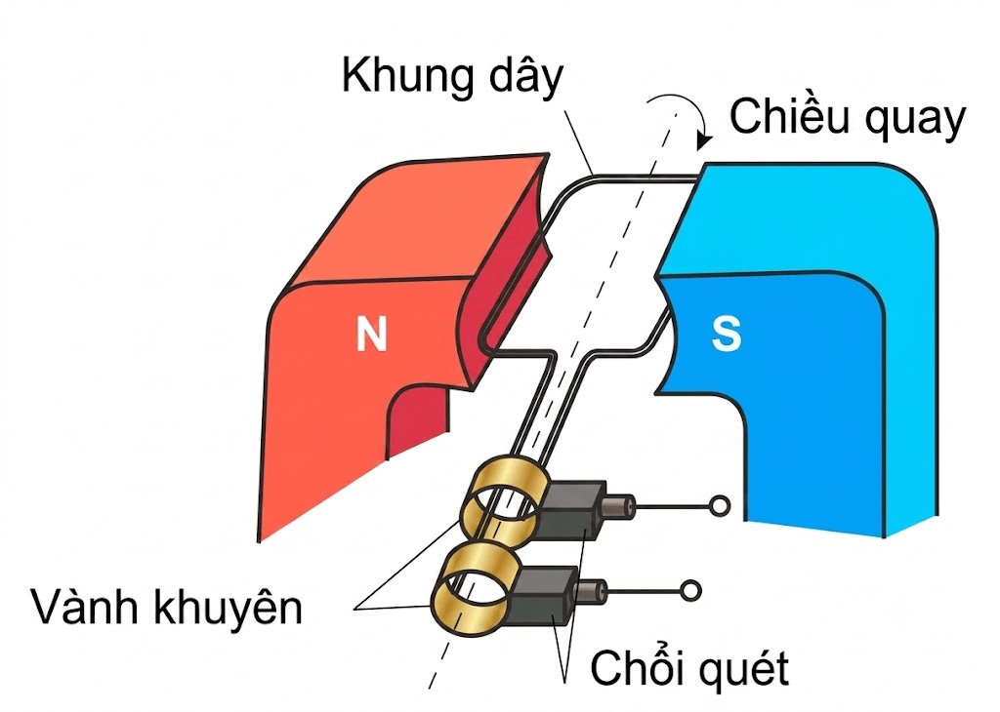 Khung dây
Chiều quay
N
S
Vành khuyên
Chổi quét